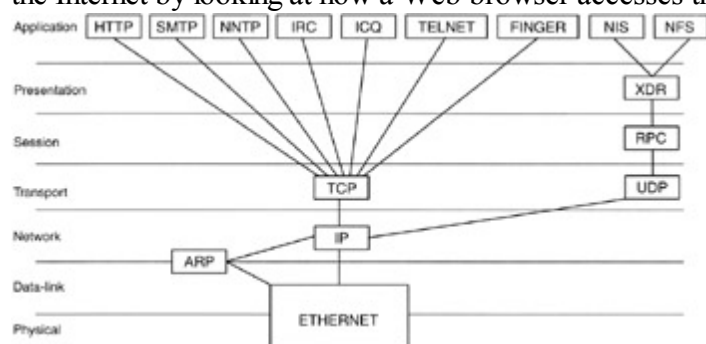 the Internet by looking at how a Web browser accesses th
Application HTTP SMTP NNTP IRC ICQ TELNET FINGER NIS NFS
Presentation XDR
Session RPC
Transport TCP UDP
Network IP
ARP
Data-link
ETHERNET
Physical